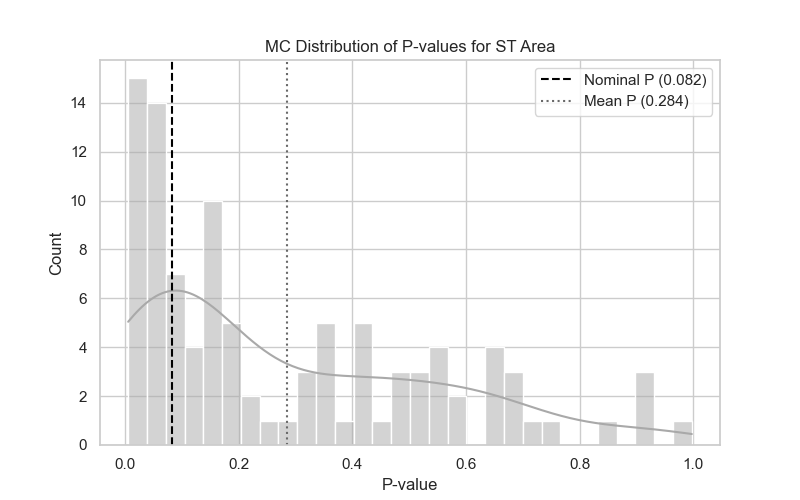 MC Distribution of P-values for ST Area
Nominal P (0.082)
Mean P (0.284)
Count
14
12
10
8
6
4
2
0
0.0 0.2 0.4 0.6 0.8 1.0
P-value